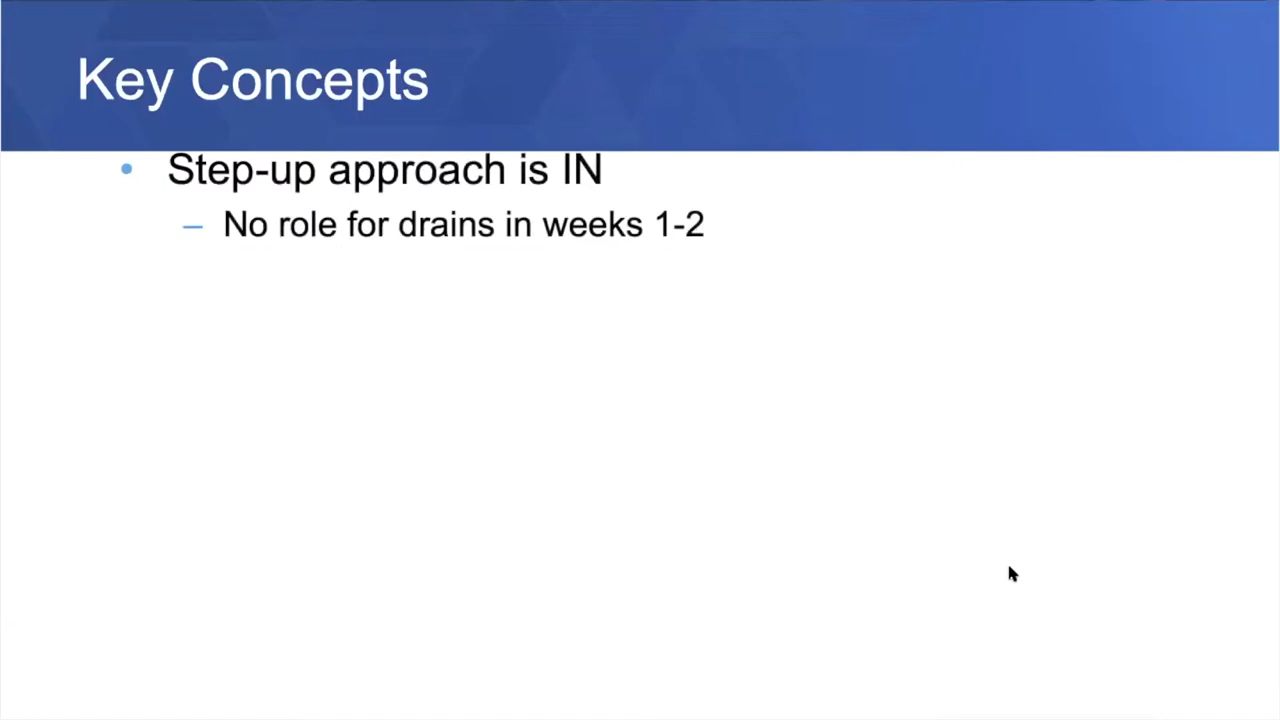 Key Concepts
• Step-up approach is IN
– No role for drains in weeks 1-2